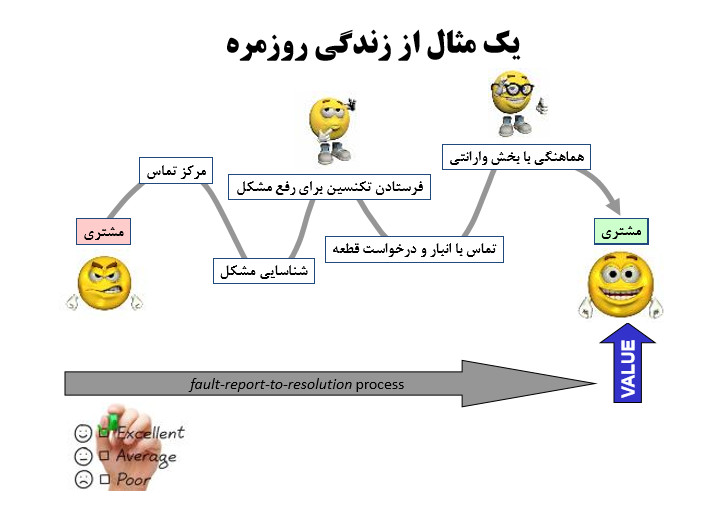 یک مثال از زندگی روزمره
مشتری
مرکز تماس
شناسایی مشکل
فرستادن تکنسین برای رفع مشکل
تماس با انبار و درخواست قطعه
هماهنگی با بخش وارانتی
مشتری
VALUE
fault-report-to-resolution process
Excellent
Average
Poor